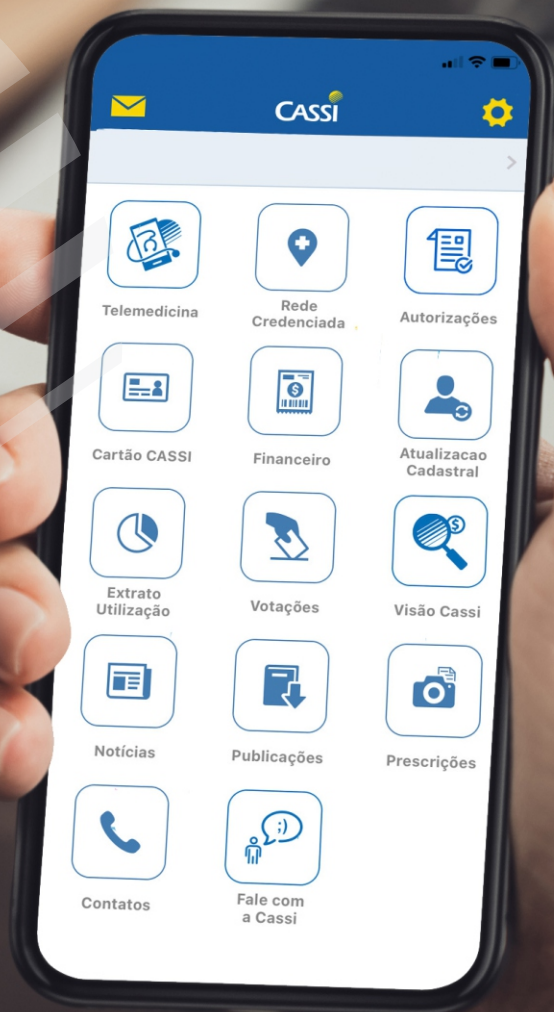 CASSI
Telemedicina
Rede
Credenciada
Autorizações
Cartão CASSI
Financeiro
Atualizacao
Cadastral
Extrato
Utilização
Votações
Visão Cassi
Notícias
Publicações
Prescrições
Contatos
Fale com
a Cassi